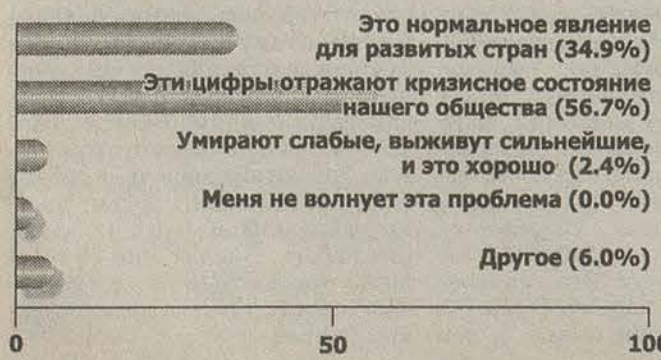 Это нормальное явление
для развитых стран (34.9%)
Эти цифры отражают кризисное состояние
нашего общества (56.7%)
Умирают слабые, выживут сильнейшие,
и это хорошо (2.4%)
Меня не волнует эта проблема (0.0%)
Другое (6.0%)
0 50 100